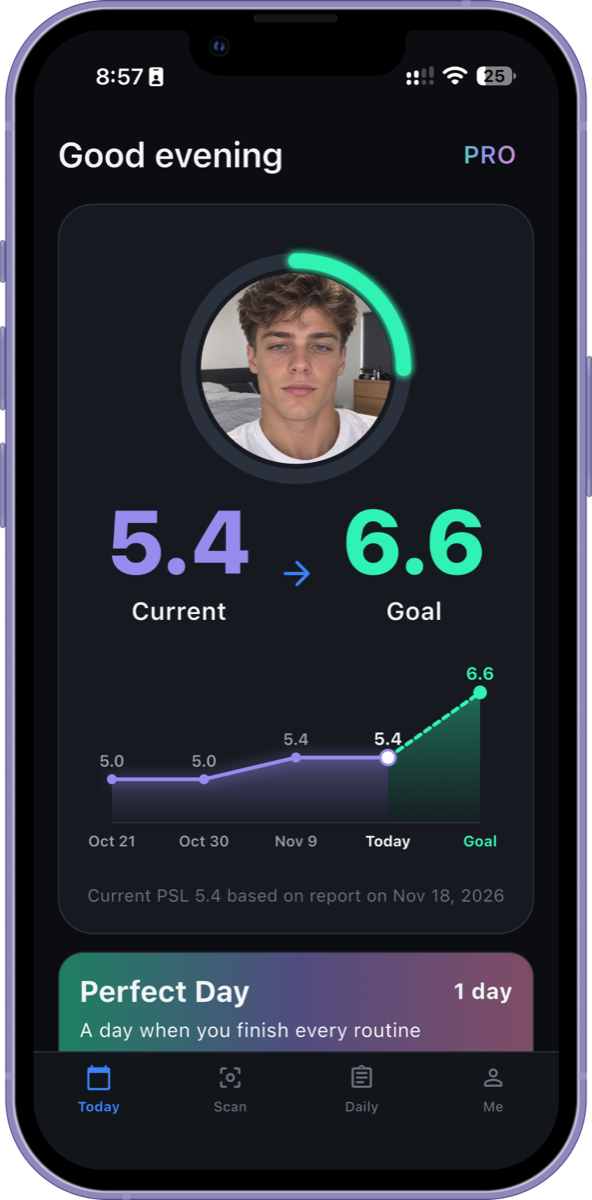 8:57
25
Good evening
PRO
5.4
6.6
Current
Goal
6.6
5.0
5.0
5.4
5.4
Oct 21
Oct 30
Nov 9
Today
Goal
Current PSL 5.4 based on report on Nov 18, 2026
Perfect Day
1 day
A day when you finish every routine
Today
Scan
Daily
Me